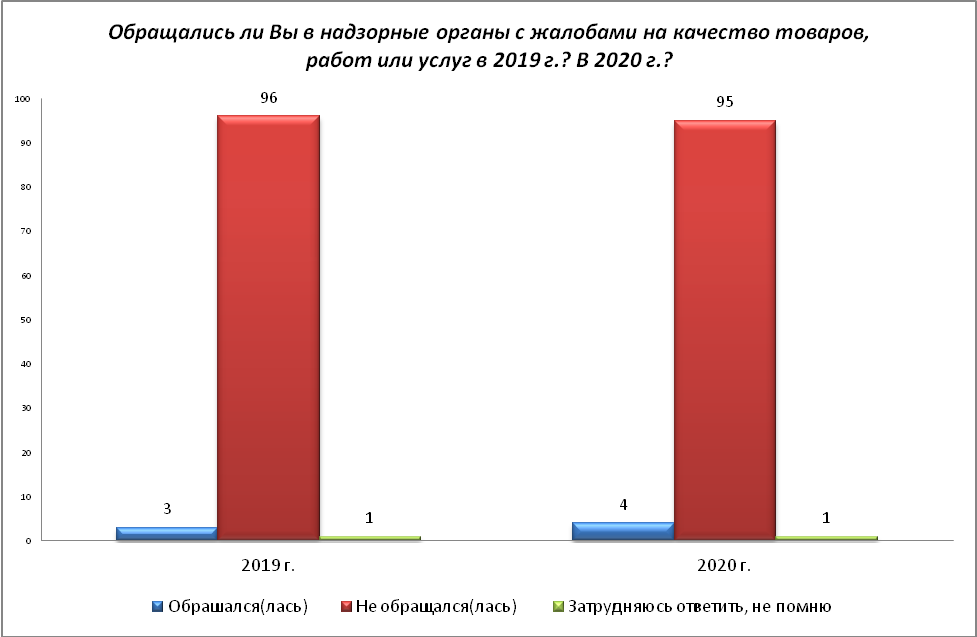 Обращались ли Вы в надзорные органы с жалобами на качество товаров,
работ или услуг в 2019 г.? В 2020 г.?
100
90
80
70
60
50
40
30
20
10
0
3
96
1
4
95
1
2019 г.
2020 г.
Обрашался(лась)
Не обращался(лась)
Затрудняюсь ответить, не помню